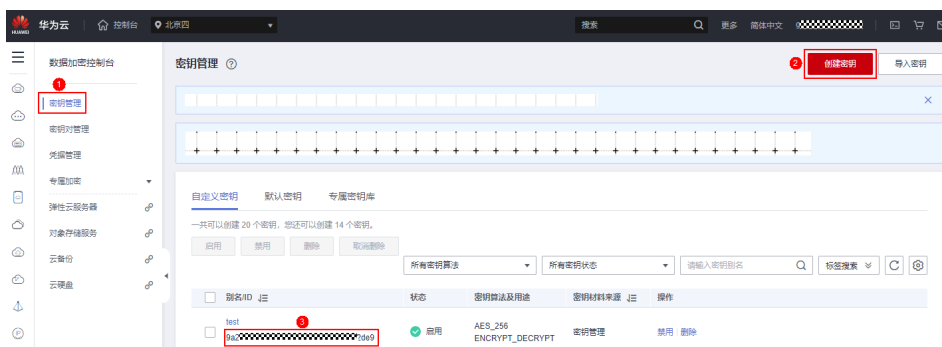 HUAWEI 华为云 控制台 北京四 搜索 更多 简体中文
数据加密控制台
密钥管理
2 创建密钥 导入密钥
1
密钥管理
密钥对管理
凭据管理
专属加密
弹性云服务器
对象存储服务
云备份
云硬盘
自定义密钥 默认密钥 专属密钥库
一共可以创建 20 个密钥，您还可以创建 14 个密钥。
启用 禁用 删除 取消删除
所有密钥算法 所有密钥状态 请输入密钥别名 标签搜索
别名/ID 状态 密钥算法及用途 密钥材料来源 操作
test 3
9a2 2de9
启用
AES_256
ENCRYPT_DECRYPT
密钥管理
禁用 删除